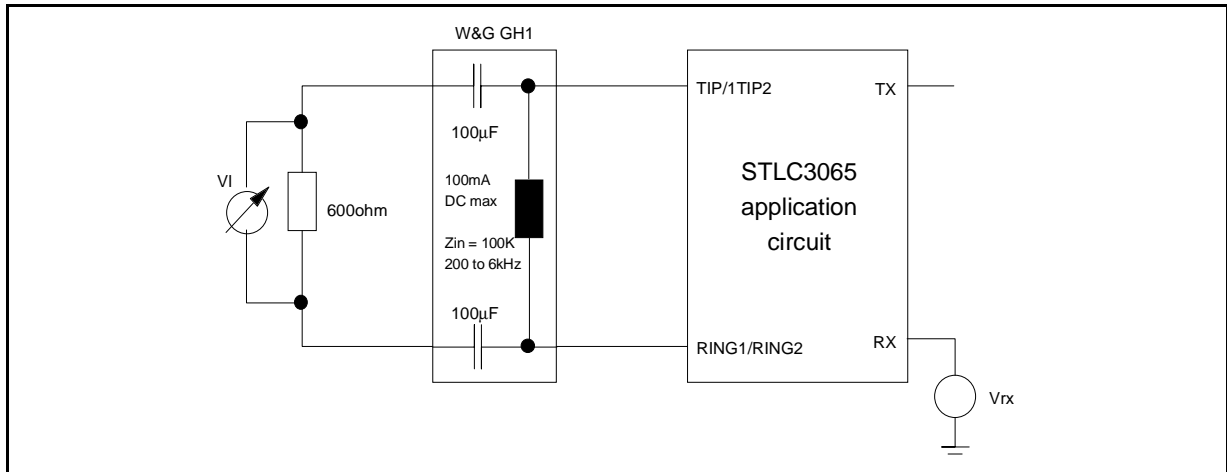 W&G GH1
TIP/1TIP2
TX
100μF
VI
600ohm
100mA
DC max
Zin = 100K
200 to 6kHz
STLC3065
application
circuit
100μF
RING1/RING2
RX
Vrx